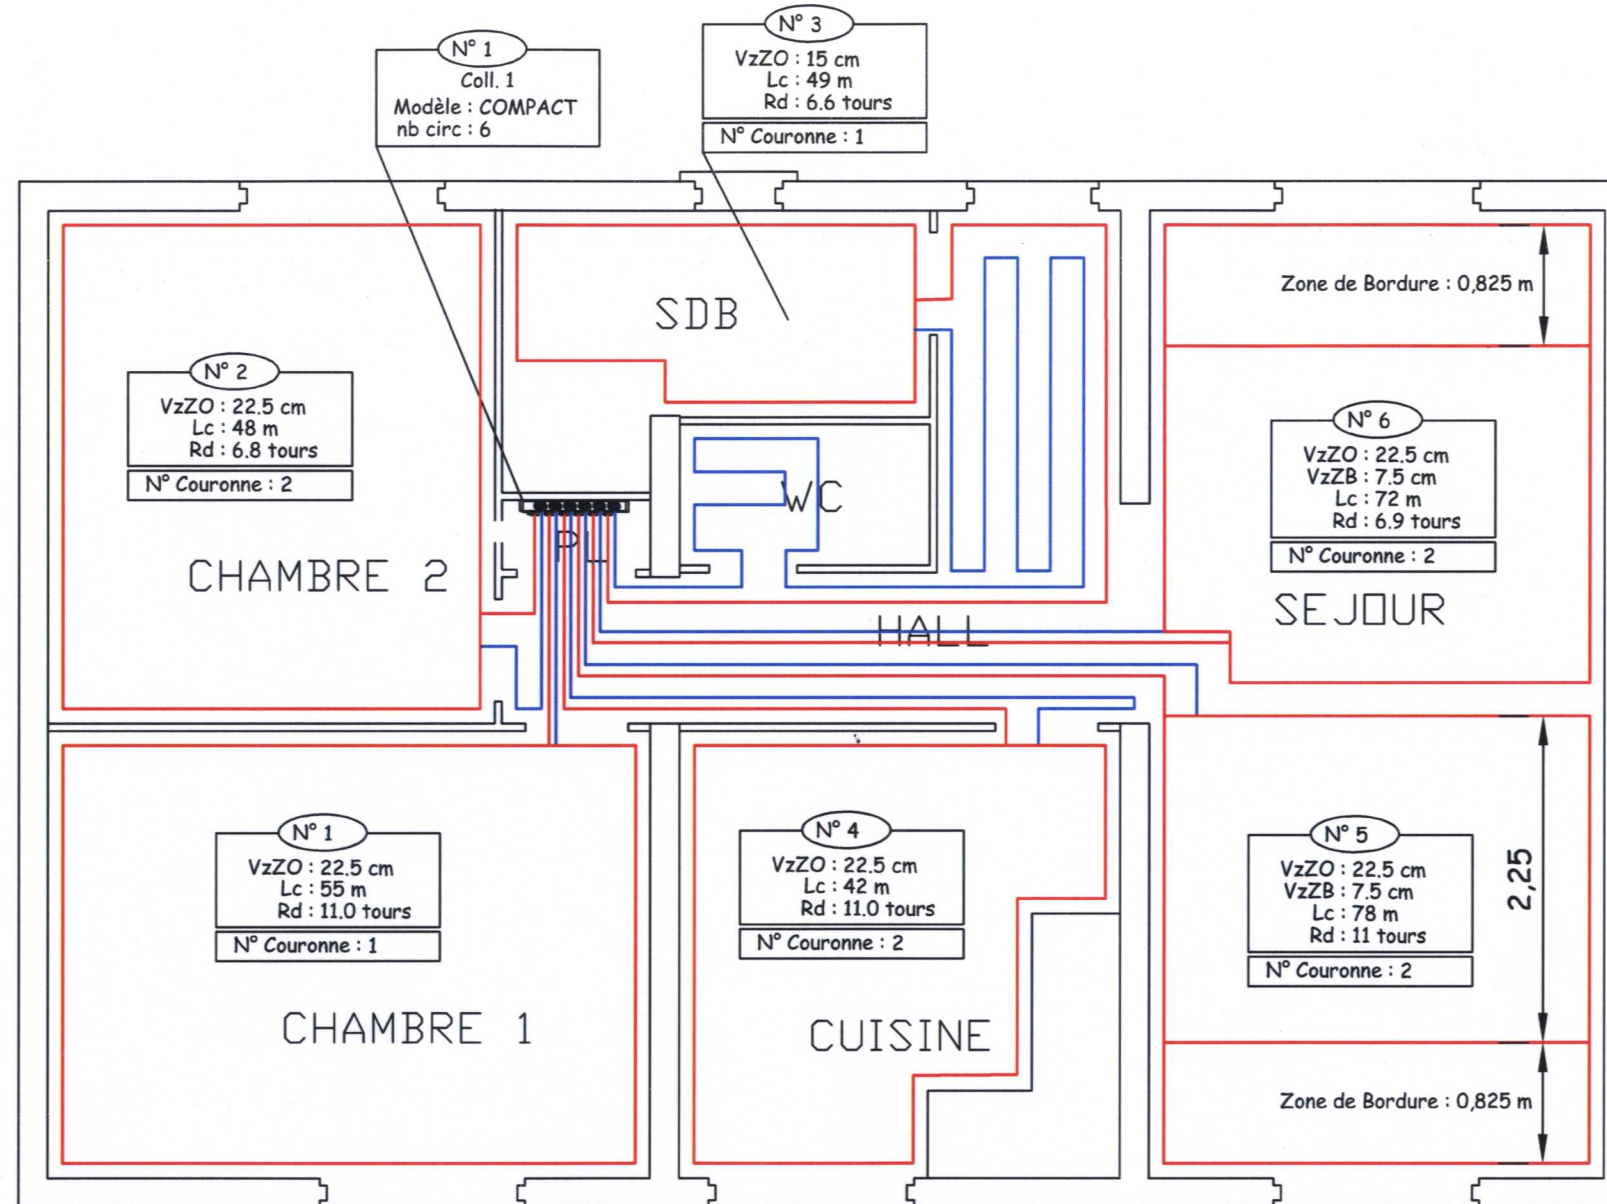 N° 1
Coll. 1
Modèle : COMPACT
nb circ : 6
N° 3
VzZO : 15 cm
Lc : 49 m
Rd : 6.6 tours
N° Couronne : 1
SDB
Zone de Bordure : 0,825 m
N° 2
VzZO : 22.5 cm
Lc : 48 m
Rd : 6.8 tours
N° Couronne : 2
CHAMBRE 2
PL
WC
HALL
N° 6
VzZO : 22.5 cm
VzZB : 7.5 cm
Lc : 72 m
Rd : 6.9 tours
N° Couronne : 2
SEJOUR
N° 1
VzZO : 22.5 cm
Lc : 55 m
Rd : 11.0 tours
N° Couronne : 1
CHAMBRE 1
N° 4
VzZO : 22.5 cm
Lc : 42 m
Rd : 11.0 tours
N° Couronne : 2
CUISINE
N° 5
VzZO : 22.5 cm
VzZB : 7.5 cm
Lc : 78 m
Rd : 11 tours
N° Couronne : 2
2,25
Zone de Bordure : 0,825 m